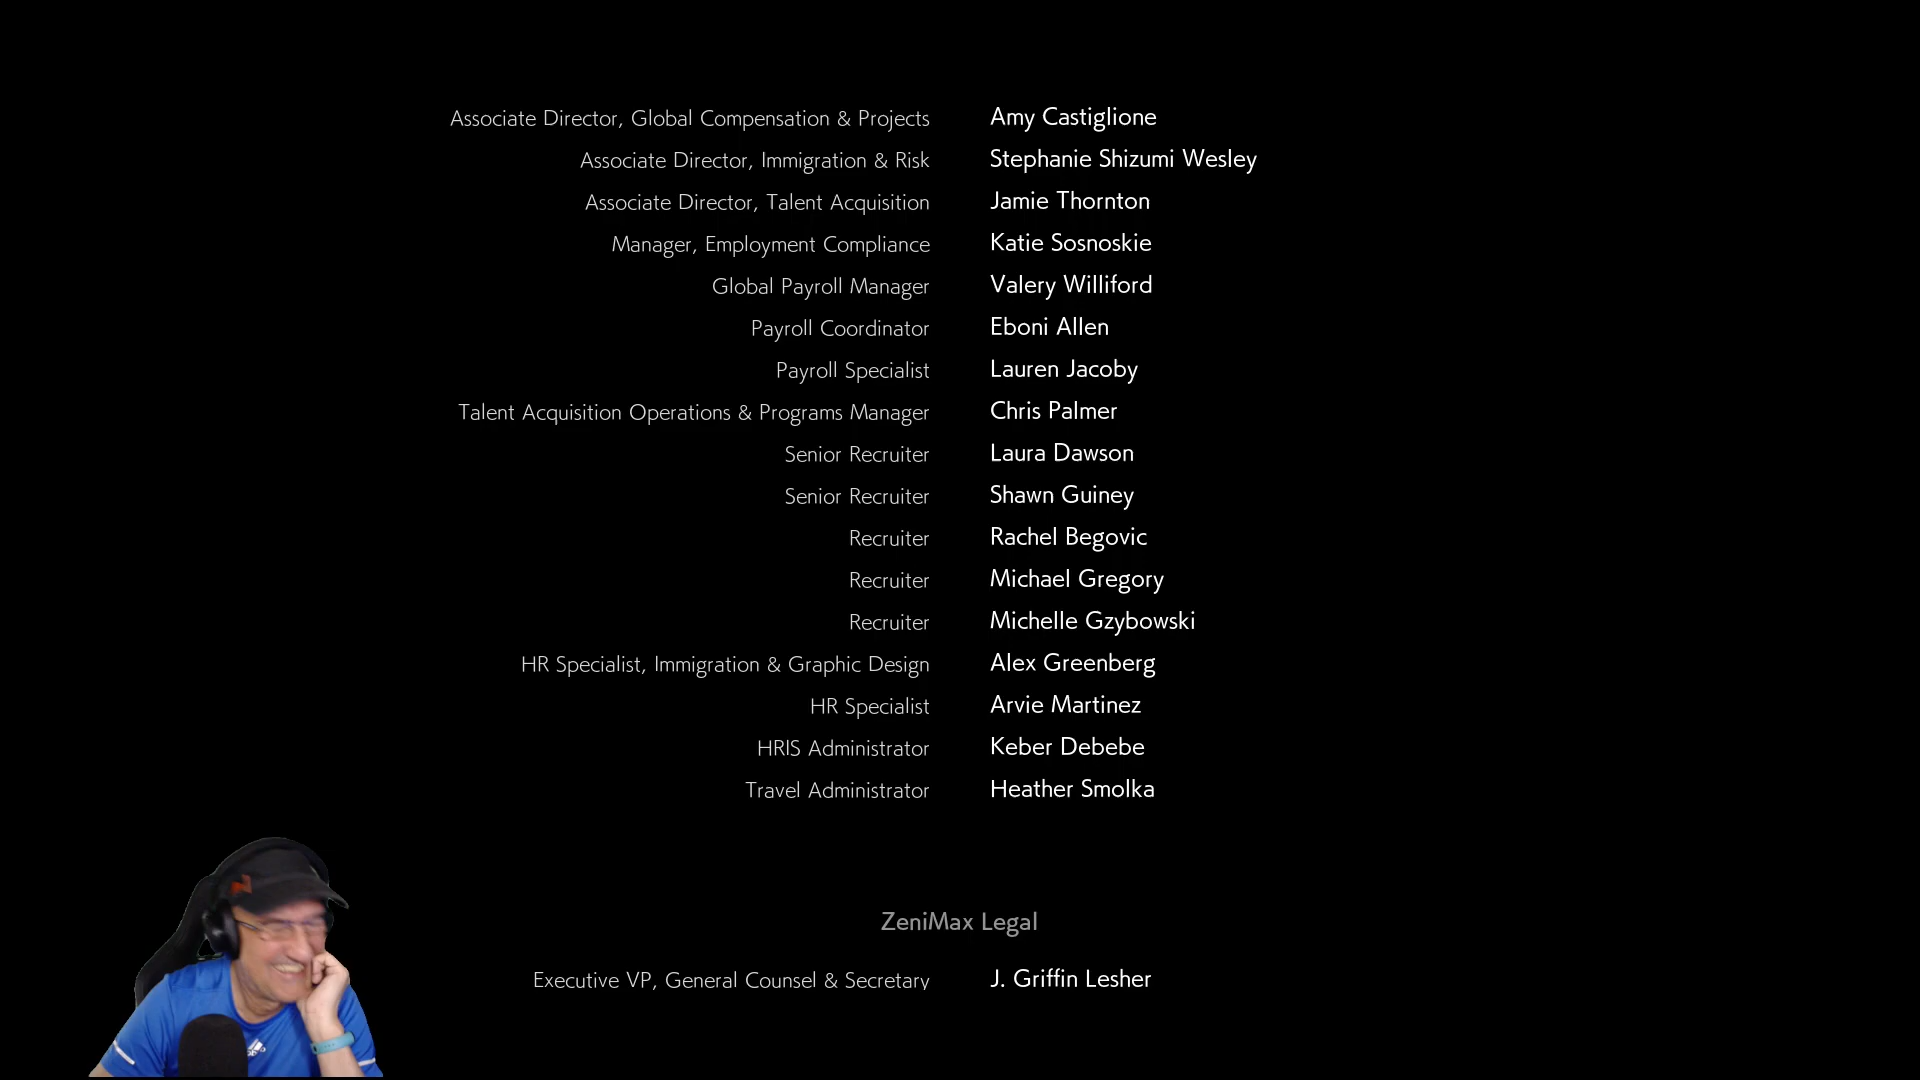 Associate Director, Global Compensation & Projects Amy Castiglione
Associate Director, Immigration & Risk Stephanie Shizumi Wesley
Associate Director, Talent Acquisition Jamie Thornton
Manager, Employment Compliance Katie Sosnoskie
Global Payroll Manager Valery Williford
Payroll Coordinator Eboni Allen
Payroll Specialist Lauren Jacoby
Talent Acquisition Operations & Programs Manager Chris Palmer
Senior Recruiter Laura Dawson
Senior Recruiter Shawn Guiney
Recruiter Rachel Begovic
Recruiter Michael Gregory
Recruiter Michelle Gzybowski
HR Specialist, Immigration & Graphic Design Alex Greenberg
HR Specialist Arvie Martinez
HRIS Administrator Keber Debebe
Travel Administrator Heather Smolka
ZeniMax Legal
Executive VP, General Counsel & Secretary J. Griffin Lesher